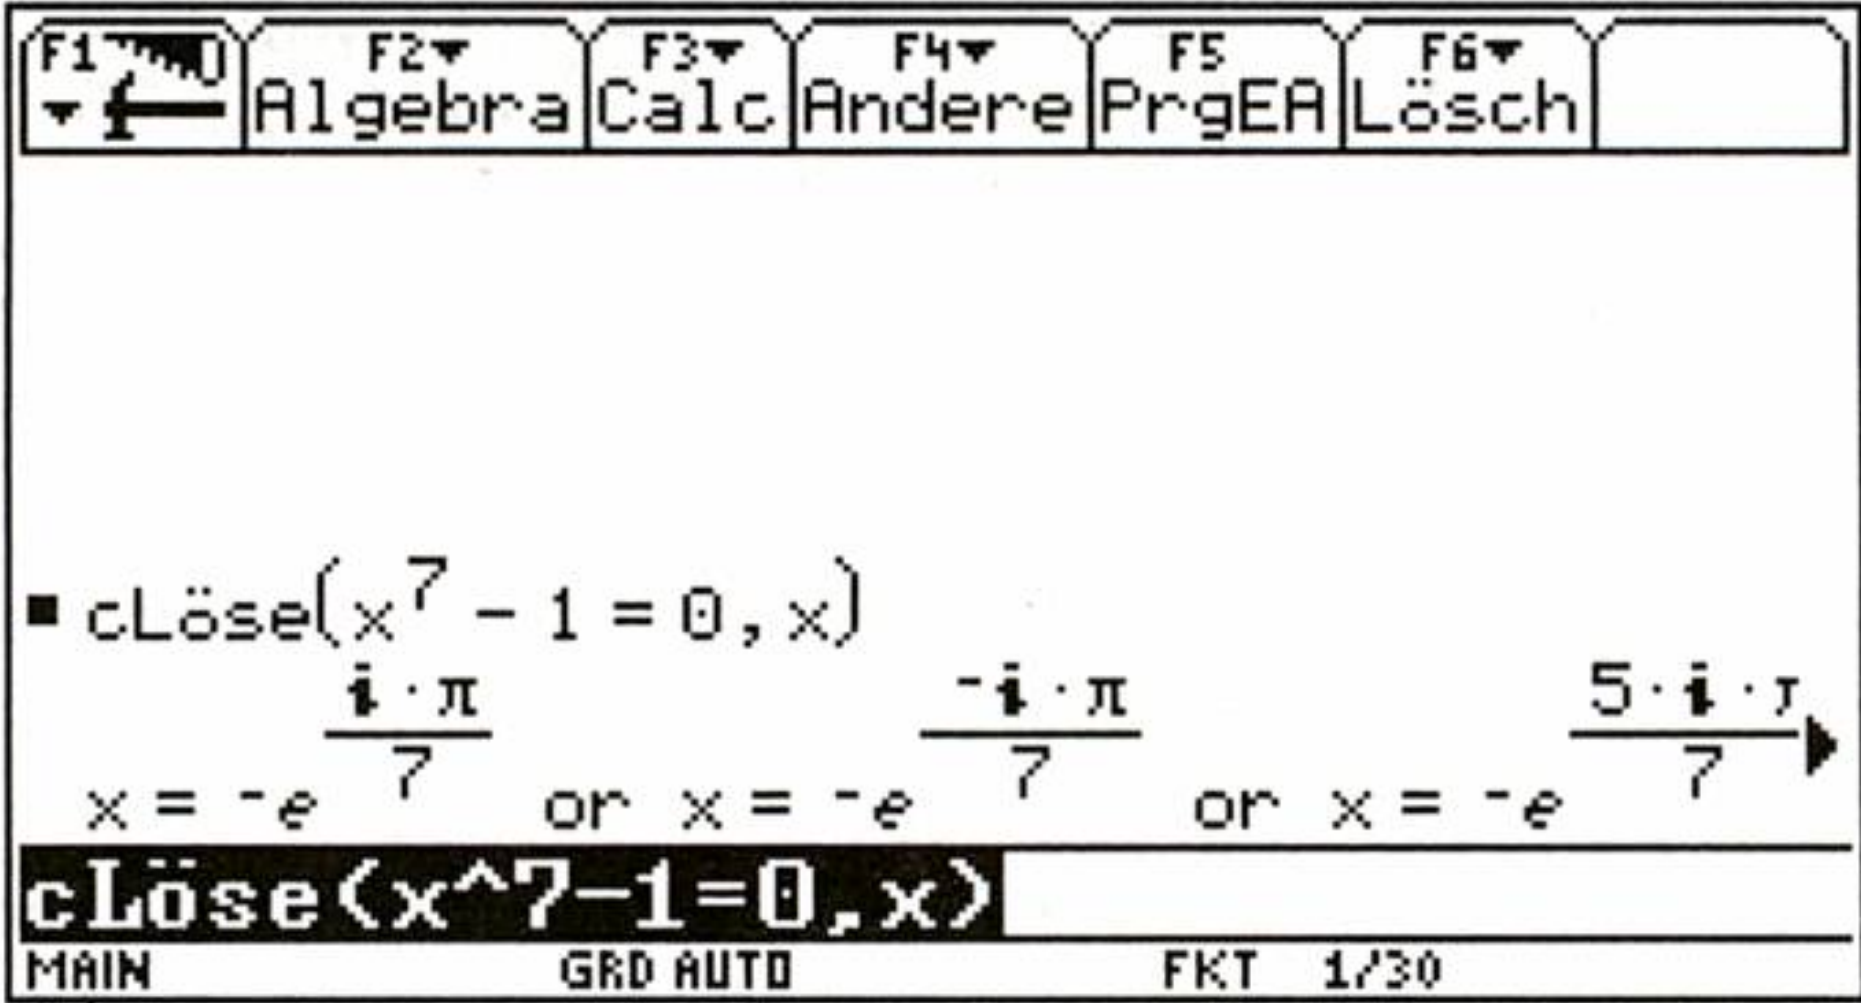 F1 F2 F3 F4 F5 F6
Algebra Calc Andere PrgEA Lösch
cLöse(x^7 - 1 = 0, x)
x = -e^(i·π/7) or x = -e^(-i·π/7) or x = -e^(5·i·π/7)
cLöse(x^7-1=0,x)
MAIN GRD AUTO FKT 1/30